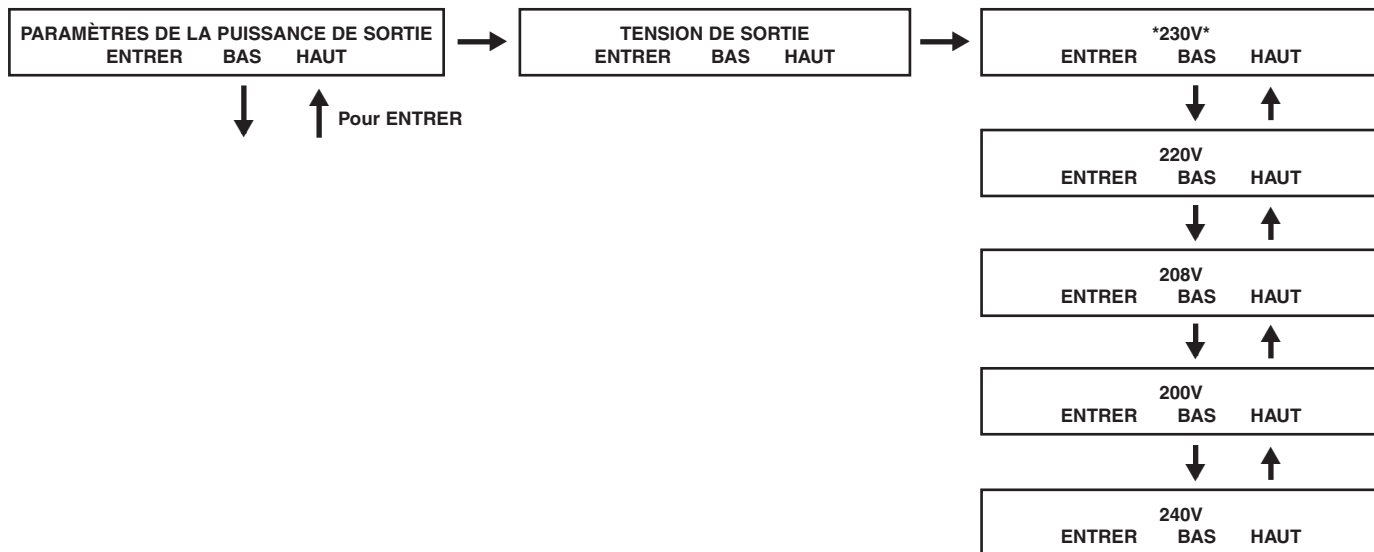 PARAMÈTRES DE LA PUISSANCE DE SORTIE
ENTRER BAS HAUT
Pour ENTRER
TENSION DE SORTIE
ENTRER BAS HAUT
*230V*
ENTRER BAS HAUT
220V
ENTRER BAS HAUT
208V
ENTRER BAS HAUT
200V
ENTRER BAS HAUT
240V
ENTRER BAS HAUT